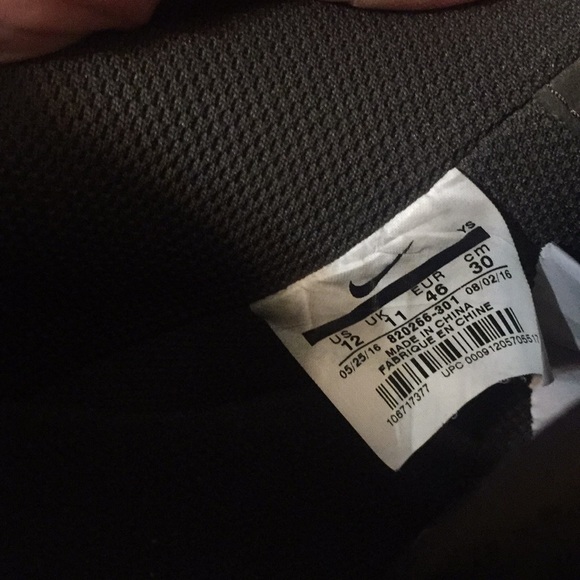 YS
US UK EUR cm
12 11 46 30
05/25/16 820266-301 08/02/16
MADE IN CHINA
FABRIQUE EN CHINE
106717377 UPC 00091205706517